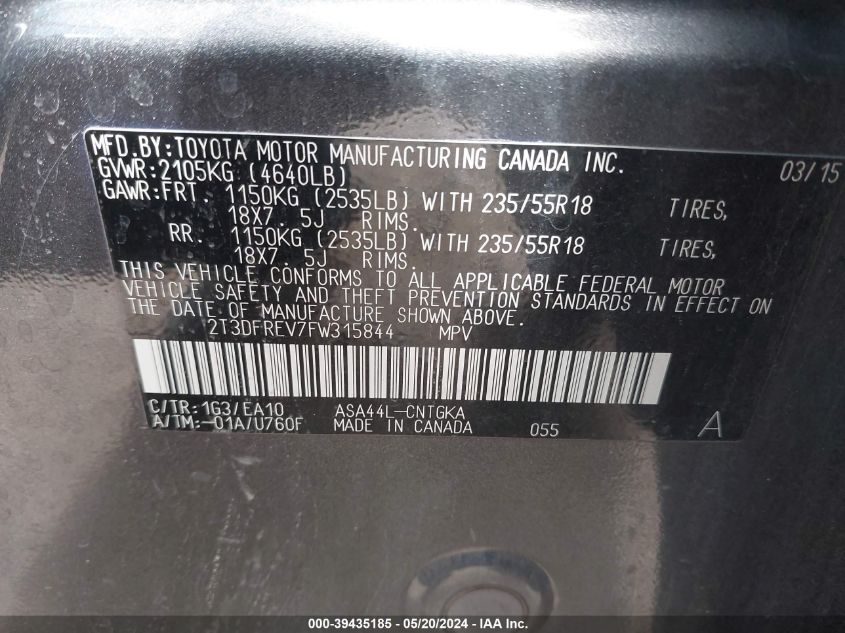 MFD.BY:TOYOTA MOTOR MANUFACTURING CANADA INC. 03/15
GVWR:2105KG (4640LB)
GAWR:FRT. 1150KG (2535LB) WITH 235/55R18 TIRES,
18X7. 5J RIMS.
RR. 1150KG (2535LB) WITH 235/55R18 TIRES,
18X7. 5J RIMS.
THIS VEHICLE CONFORMS TO ALL APPLICABLE FEDERAL MOTOR
VEHICLE SAFETY AND THEFT PREVENTION STANDARDS IN EFFECT ON
THE DATE OF MANUFACTURE SHOWN ABOVE.
2T3DFREV7FW315844 MPV
C/TR:1G3/EA10 ASA44L-CNTGKA
A/TM:-01A/U760F MADE IN CANADA 055 A
000-39435185 - 05/20/2024 - IAA Inc.